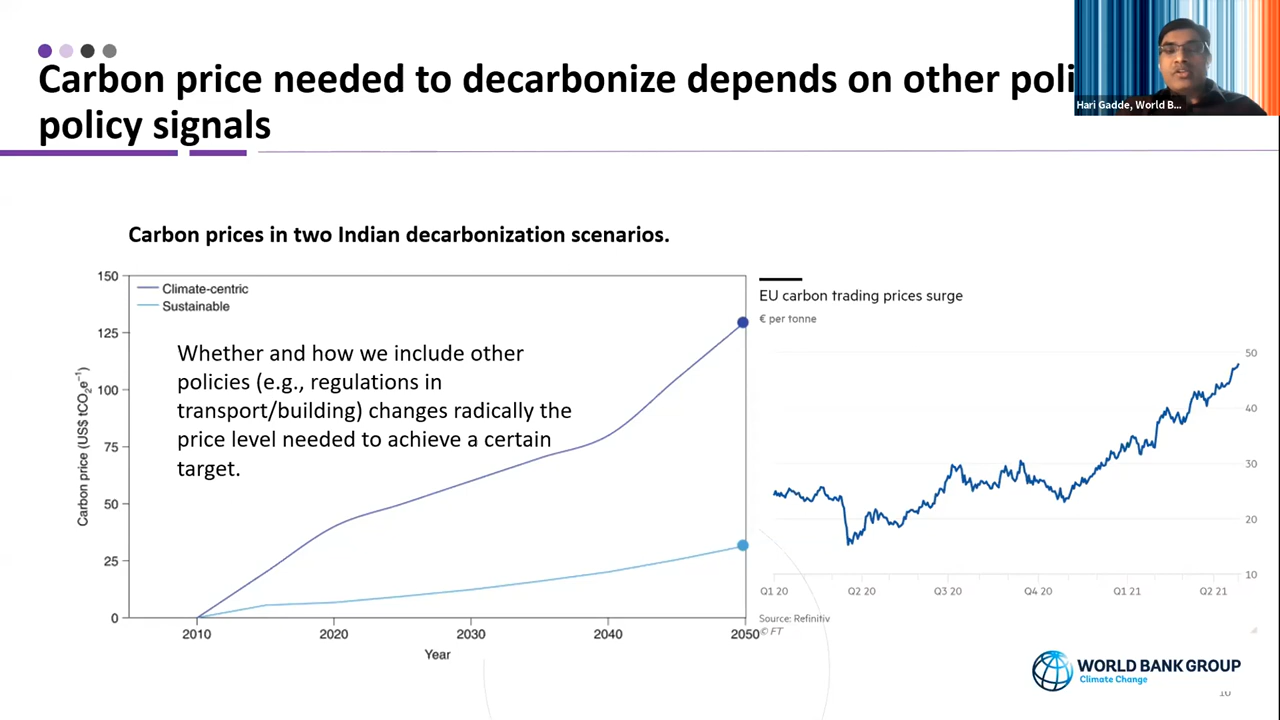 Carbon price needed to decarbonize depends on other poli
policy signals
Hari Gadde, World B...
Carbon prices in two Indian decarbonization scenarios.
150
125
100
75
50
25
0
Carbon price (US$ tCO₂e⁻¹)
Climate-centric
Sustainable
Whether and how we include other
policies (e.g., regulations in
transport/building) changes radically the
price level needed to achieve a certain
target.
2010
2020
2030
2040
2050
Year
EU carbon trading prices surge
€ per tonne
50
40
30
20
10
Q1 20
Q2 20
Q3 20
Q4 20
Q1 21
Q2 21
Source: Refinitiv
© FT
WORLD BANK GROUP
Climate Change